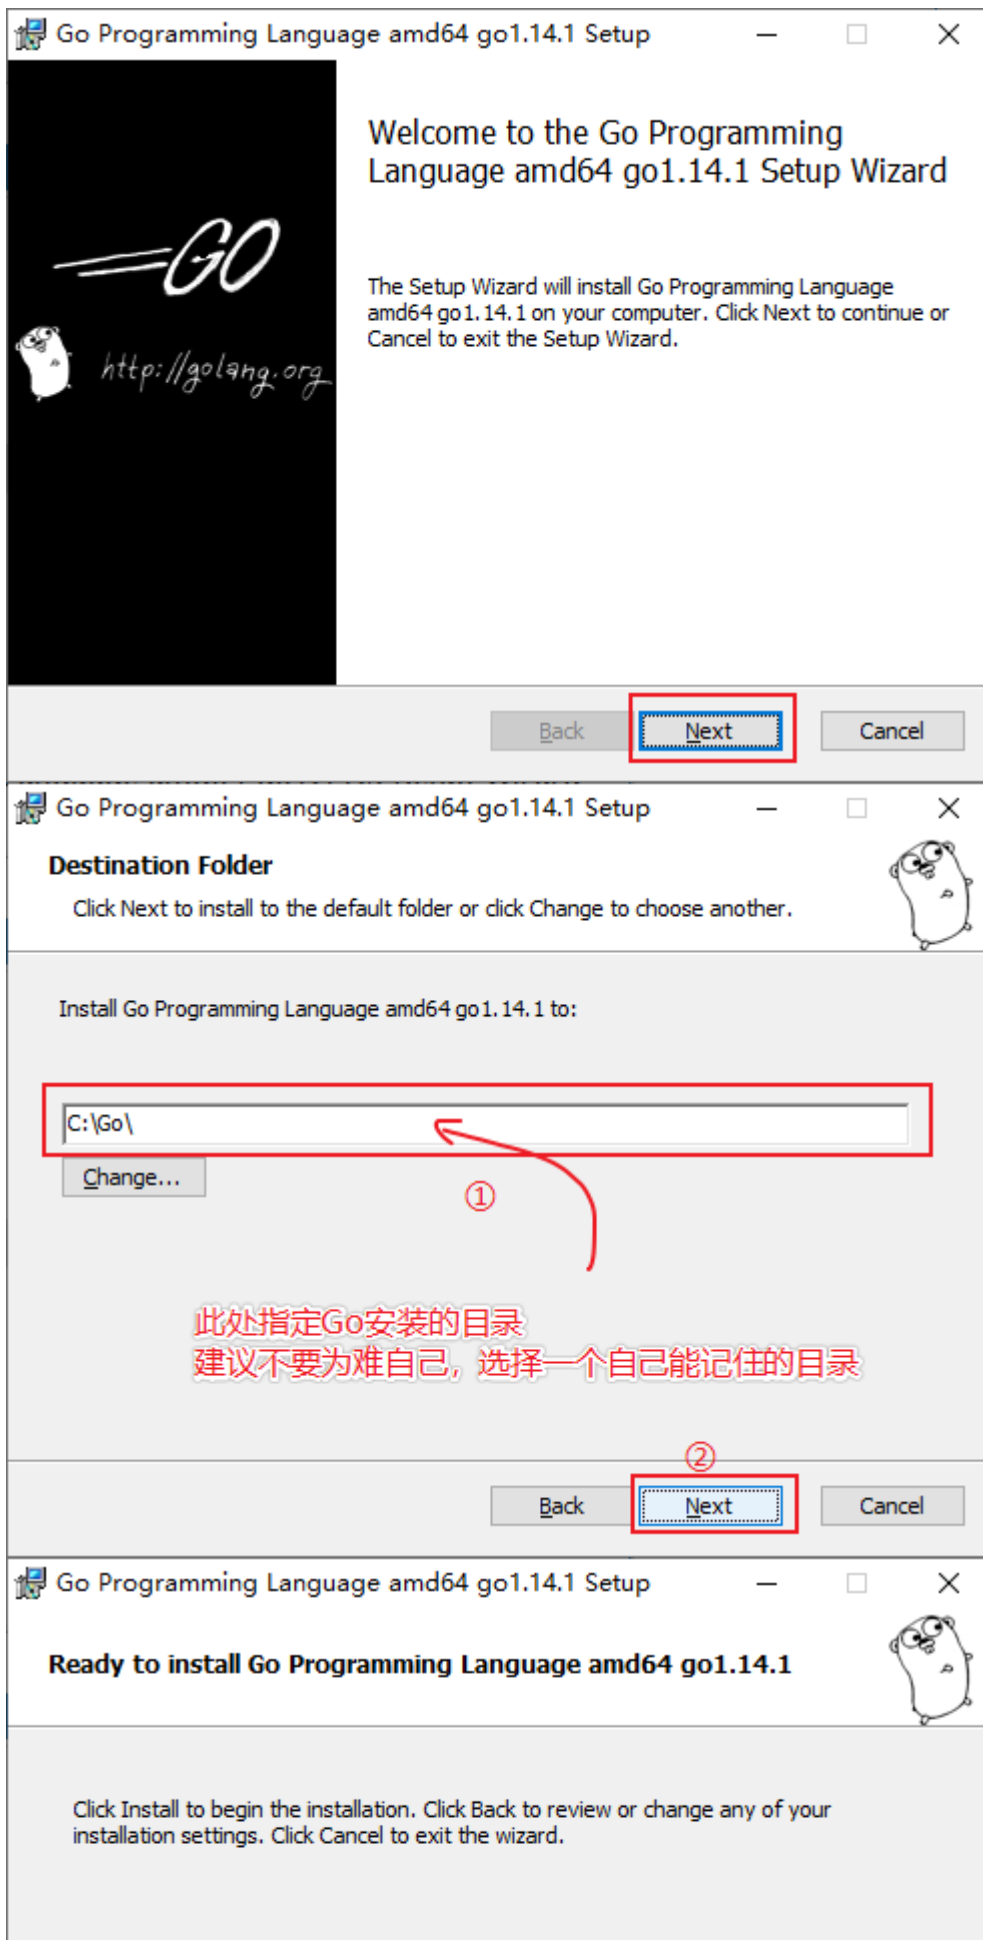 Go Programming Language amd64 go1.14.1 Setup
Welcome to the Go Programming
Language amd64 go1.14.1 Setup Wizard
GO
http://golang.org
The Setup Wizard will install Go Programming Language
amd64 go1.14.1 on your computer. Click Next to continue or
Cancel to exit the Setup Wizard.
Back
Next
Cancel
Go Programming Language amd64 go1.14.1 Setup
Destination Folder
Click Next to install to the default folder or click Change to choose another.
Install Go Programming Language amd64 go1.14.1 to:
C:\Go\
Change...
①
此处指定Go安装的目录
建议不要为难自己，选择一个自己能记住的目录
②
Back
Next
Cancel
Go Programming Language amd64 go1.14.1 Setup
Ready to install Go Programming Language amd64 go1.14.1
Click Install to begin the installation. Click Back to review or change any of your
installation settings. Click Cancel to exit the wizard.